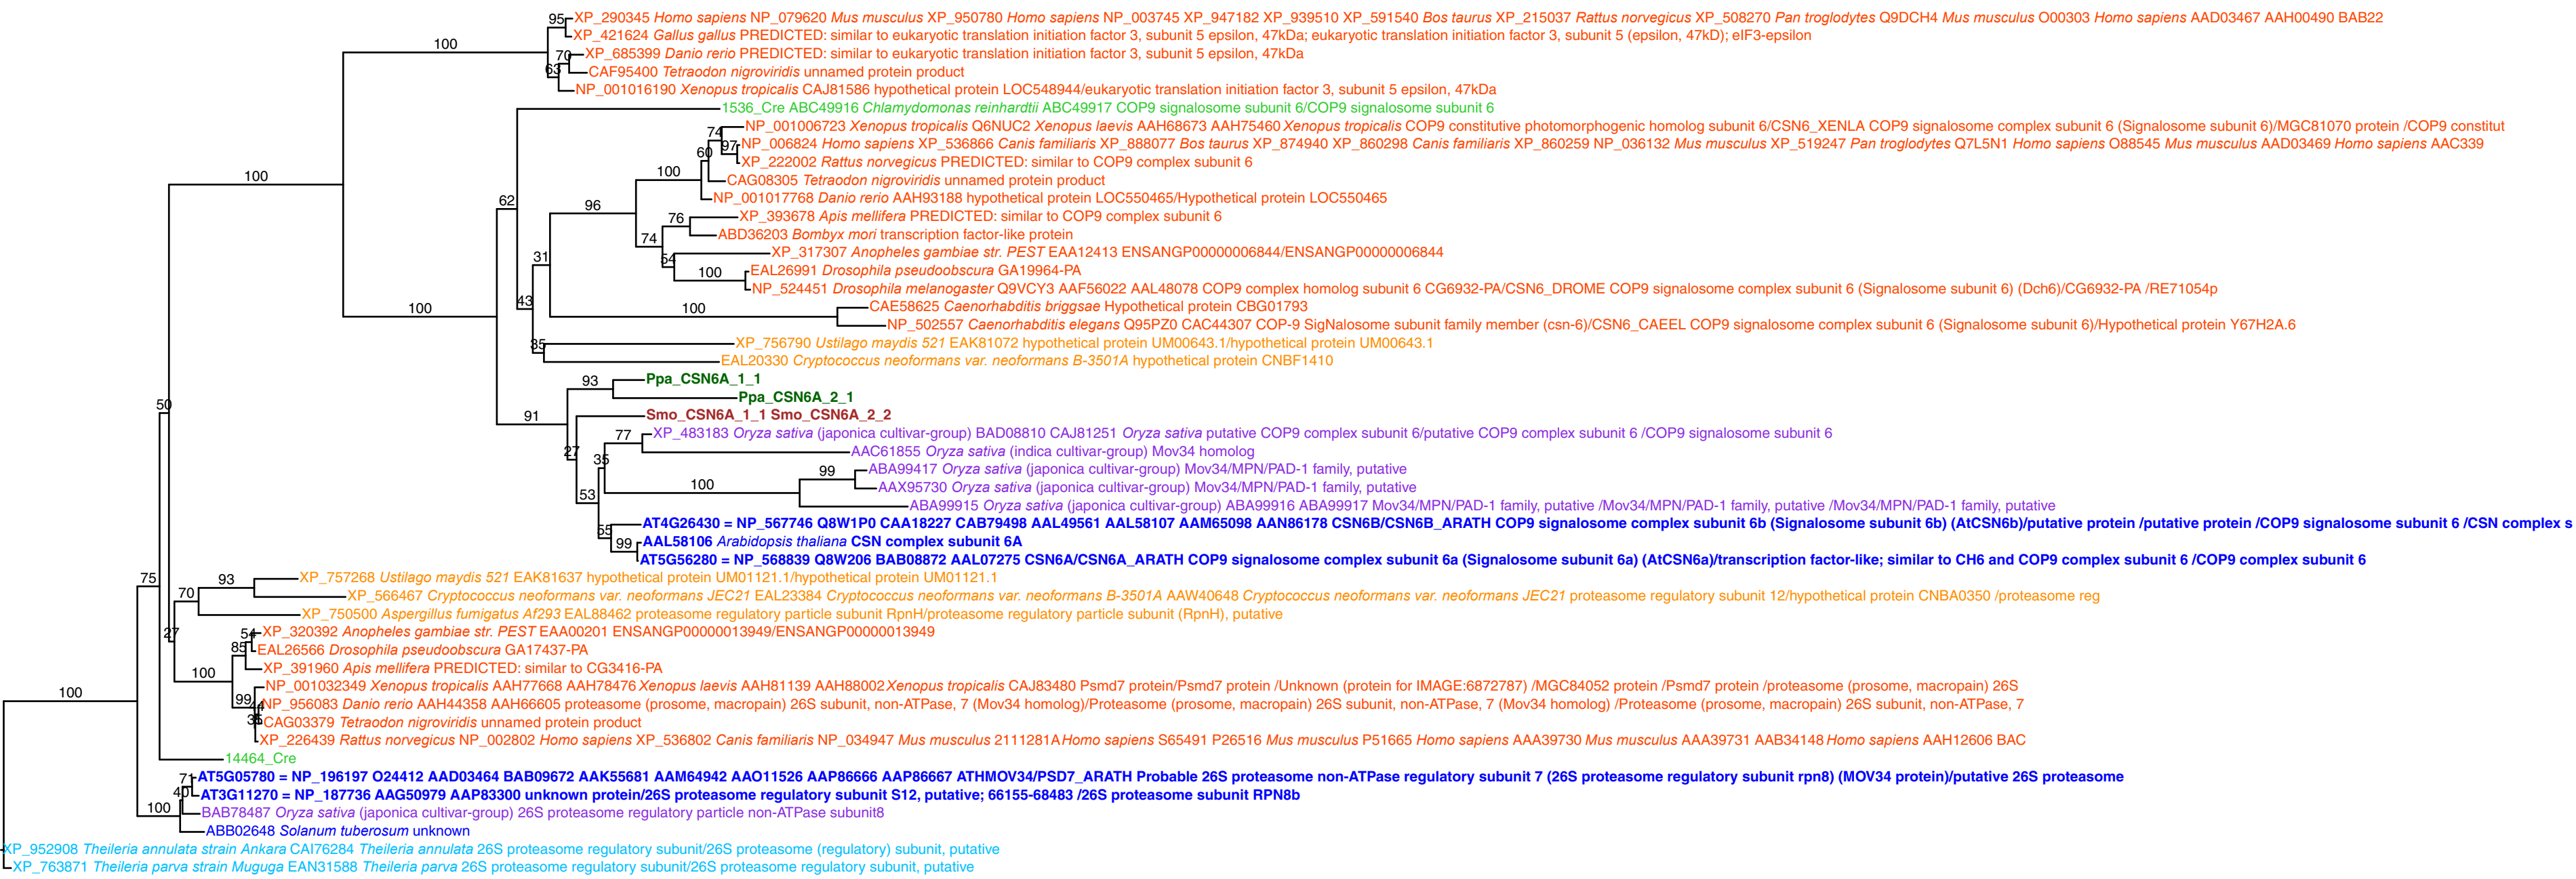 95 XP_290345 Homo sapiens NP_079620 Mus musculus XP_950780 Homo sapiens NP_003745 XP_947182 XP_939510 XP_591540 Bos taurus XP_215037 Rattus norvegicus XP_508270 Pan troglodytes Q9DCH4 Mus musculus O00303 Homo sapiens AAD03467 AAH00490 BAB22
XP_421624 Gallus gallus PREDICTED: similar to eukaryotic translation initiation factor 3, subunit 5 epsilon, 47kDa; eukaryotic translation initiation factor 3, subunit 5 (epsilon, 47kD); eIF3-epsilon
100
70 XP_685399 Danio rerio PREDICTED: similar to eukaryotic translation initiation factor 3, subunit 5 epsilon, 47kDa
63 CAF95400 Tetraodon nigroviridis unnamed protein product
NP_001016190 Xenopus tropicalis CAJ81586 hypothetical protein LOC548944/eukaryotic translation initiation factor 3, subunit 5 epsilon, 47kDa
1536_Cre ABC49916 Chlamydomonas reinhardtii ABC49917 COP9 signalosome subunit 6/COP9 signalosome subunit 6
74 NP_001006723 Xenopus tropicalis Q6NUC2 Xenopus laevis AAH68673 AAH75460 Xenopus tropicalis COP9 constitutive photomorphogenic homolog subunit 6/CSN6_XENLA COP9 signalosome complex subunit 6 (Signalosome subunit 6)/MGC81070 protein /COP9 constitut
97 NP_006824 Homo sapiens XP_536866 Canis familiaris XP_888077 Bos taurus XP_874940 XP_860298 Canis familiaris XP_860259 NP_036132 Mus musculus XP_519247 Pan troglodytes Q7L5N1 Homo sapiens O88545 Mus musculus AAD03469 Homo sapiens AAC339
60 XP_222002 Rattus norvegicus PREDICTED: similar to COP9 complex subunit 6
100 100 CAG08305 Tetraodon nigroviridis unnamed protein product
62 96 NP_001017768 Danio rerio AAH93188 hypothetical protein LOC550465/Hypothetical protein LOC550465
76 XP_393678 Apis mellifera PREDICTED: similar to COP9 complex subunit 6
74 ABD36203 Bombyx mori transcription factor-like protein
31 54 XP_317307 Anopheles gambiae str. PEST EAA12413 ENSANGP00000006844/ENSANGP00000006844
100 EAL26991 Drosophila pseudoobscura GA19964-PA
NP_524451 Drosophila melanogaster Q9VCY3 AAF56022 AAL48078 COP9 complex homolog subunit 6 CG6932-PA/CSN6_DROME COP9 signalosome complex subunit 6 (Signalosome subunit 6) (Dch6)/CG6932-PA /RE71054p
100 43 100 CAE58625 Caenorhabditis briggsae Hypothetical protein CBG01793
NP_502557 Caenorhabditis elegans Q95PZ0 CAC44307 COP-9 SigNalosome subunit family member (csn-6)/CSN6_CAEEL COP9 signalosome complex subunit 6 (Signalosome subunit 6)/Hypothetical protein Y67H2A.6
35 XP_756790 Ustilago maydis 521 EAK81072 hypothetical protein UM00643.1/hypothetical protein UM00643.1
EAL20330 Cryptococcus neoformans var. neoformans B-3501A hypothetical protein CNBF1410
93 Ppa_CSN6A_1_1
50 Ppa_CSN6A_2_1
91 Smo_CSN6A_1_1 Smo_CSN6A_2_2
77 XP_483183 Oryza sativa (japonica cultivar-group) BAD08810 CAJ81251 Oryza sativa putative COP9 complex subunit 6/putative COP9 complex subunit 6 /COP9 signalosome subunit 6
27 35 AAC61855 Oryza sativa (indica cultivar-group) Mov34 homolog
99 ABA99417 Oryza sativa (japonica cultivar-group) Mov34/MPN/PAD-1 family, putative
53 100 AAX95730 Oryza sativa (japonica cultivar-group) Mov34/MPN/PAD-1 family, putative
ABA99915 Oryza sativa (japonica cultivar-group) ABA99916 ABA99917 Mov34/MPN/PAD-1 family, putative /Mov34/MPN/PAD-1 family, putative /Mov34/MPN/PAD-1 family, putative
55 AT4G26430 = NP_567746 Q8W1P0 CAA18227 CAB79498 AAL49561 AAL58107 AAM65098 AAN86178 CSN6B/CSN6B_ARATH COP9 signalosome complex subunit 6b (Signalosome subunit 6b) (AtCSN6b)/putative protein /putative protein /COP9 signalosome subunit 6 /CSN complex s
99 AAL58106 Arabidopsis thaliana CSN complex subunit 6A
AT5G56280 = NP_568839 Q8W206 BAB08872 AAL07275 CSN6A/CSN6A_ARATH COP9 signalosome complex subunit 6a (Signalosome subunit 6a) (AtCSN6a)/transcription factor-like; similar to CH6 and COP9 complex subunit 6 /COP9 complex subunit 6
75 93 XP_757268 Ustilago maydis 521 EAK81637 hypothetical protein UM01121.1/hypothetical protein UM01121.1
70 XP_566467 Cryptococcus neoformans var. neoformans JEC21 EAL23384 Cryptococcus neoformans var. neoformans B-3501A AAW40648 Cryptococcus neoformans var. neoformans JEC21 proteasome regulatory subunit 12/hypothetical protein CNBA0350 /proteasome reg
XP_750500 Aspergillus fumigatus Af293 EAL88462 proteasome regulatory particle subunit RpnH/proteasome regulatory particle subunit (RpnH), putative
27 54 XP_320392 Anopheles gambiae str. PEST EAA00201 ENSANGP00000013949/ENSANGP00000013949
85 EAL26566 Drosophila pseudoobscura GA17437-PA
100 XP_391960 Apis mellifera PREDICTED: similar to CG3416-PA
100 99 NP_001032349 Xenopus tropicalis AAH77668 AAH78476 Xenopus laevis AAH81139 AAH88002 Xenopus tropicalis CAJ83480 Psmd7 protein/Psmd7 protein /Unknown (protein for IMAGE:6872787) /MGC84052 protein /Psmd7 protein /proteasome (prosome, macropain) 26S
NP_956083 Danio rerio AAH44358 AAH66605 proteasome (prosome, macropain) 26S subunit, non-ATPase, 7 (Mov34 homolog)/Proteasome (prosome, macropain) 26S subunit, non-ATPase, 7 (Mov34 homolog) /Proteasome (prosome, macropain) 26S subunit, non-ATPase, 7
CAG03379 Tetraodon nigroviridis unnamed protein product
XP_226439 Rattus norvegicus NP_002802 Homo sapiens XP_536802 Canis familiaris NP_034947 Mus musculus 2111281A Homo sapiens S65491 P26516 Mus musculus P51665 Homo sapiens AAA39730 Mus musculus AAA39731 AAB34148 Homo sapiens AAH12606 BAC
14464_Cre
71 AT5G05780 = NP_196197 O24412 AAD03464 BAB09672 AAK55681 AAM64942 AAO11526 AAP86666 AAP86667 ATHMOV34/PSD7_ARATH Probable 26S proteasome non-ATPase regulatory subunit 7 (26S proteasome regulatory subunit rpn8) (MOV34 protein)/putative 26S proteasome
40 AT3G11270 = NP_187736 AAG50979 AAP83300 unknown protein/26S proteasome regulatory subunit S12, putative; 66155-68483 /26S proteasome subunit RPN8b
100 BAB78487 Oryza sativa (japonica cultivar-group) 26S proteasome regulatory particle non-ATPase subunit8
ABB02648 Solanum tuberosum unknown
XP_952908 Theileria annulata strain Ankara CAI76284 Theileria annulata 26S proteasome regulatory subunit/26S proteasome (regulatory) subunit, putative
XP_763871 Theileria parva strain Muguga EAN31588 Theileria parva 26S proteasome regulatory subunit/26S proteasome regulatory subunit, putative